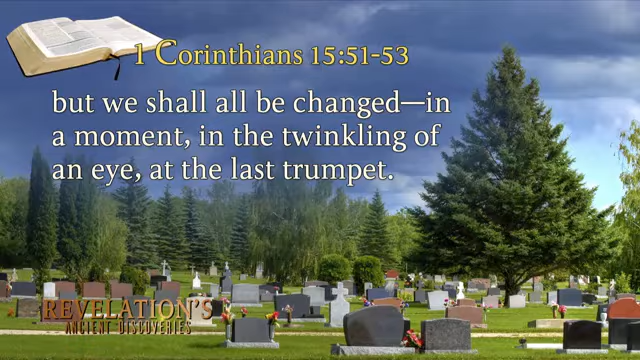 1 Corinthians 15:51-53
but we shall all be changed—in
a moment, in the twinkling of
an eye, at the last trumpet.
REVELATION'S
ANCIENT DISCOVERIES